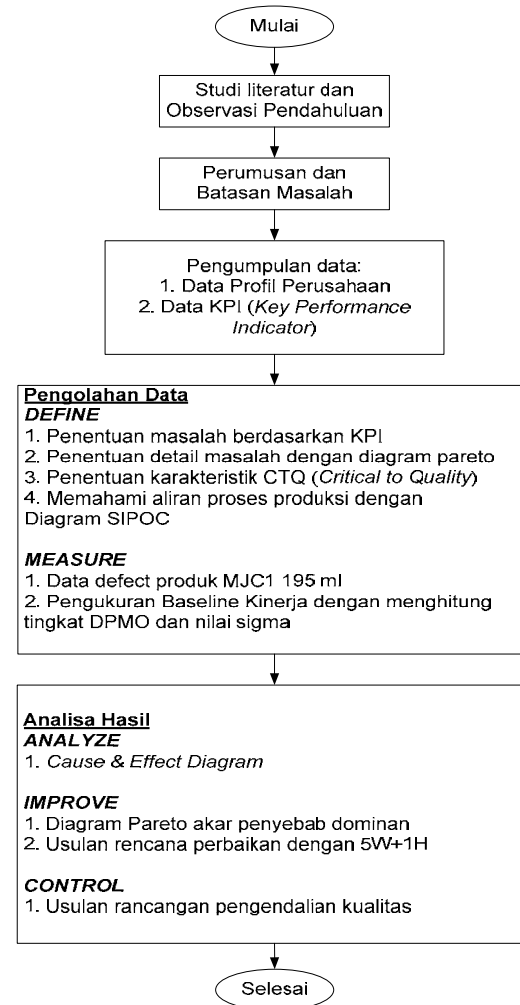 Mulai
Studi literatur dan
Observasi Pendahuluan
Perumusan dan
Batasan Masalah
Pengumpulan data:
1. Data Profil Perusahaan
2. Data KPI (Key Performance
Indicator)
Pengolahan Data
DEFINE
1. Penentuan masalah berdasarkan KPI
2. Penentuan detail masalah dengan diagram pareto
3. Penentuan karakteristik CTQ (Critical to Quality)
4. Memahami aliran proses produksi dengan
Diagram SIPOC
MEASURE
1. Data defect produk MJC1 195 ml
2. Pengukuran Baseline Kinerja dengan menghitung
tingkat DPMO dan nilai sigma
Analisa Hasil
ANALYZE
1. Cause & Effect Diagram
IMPROVE
1. Diagram Pareto akar penyebab dominan
2. Usulan rencana perbaikan dengan 5W+1H
CONTROL
1. Usulan rancangan pengendalian kualitas
Selesai